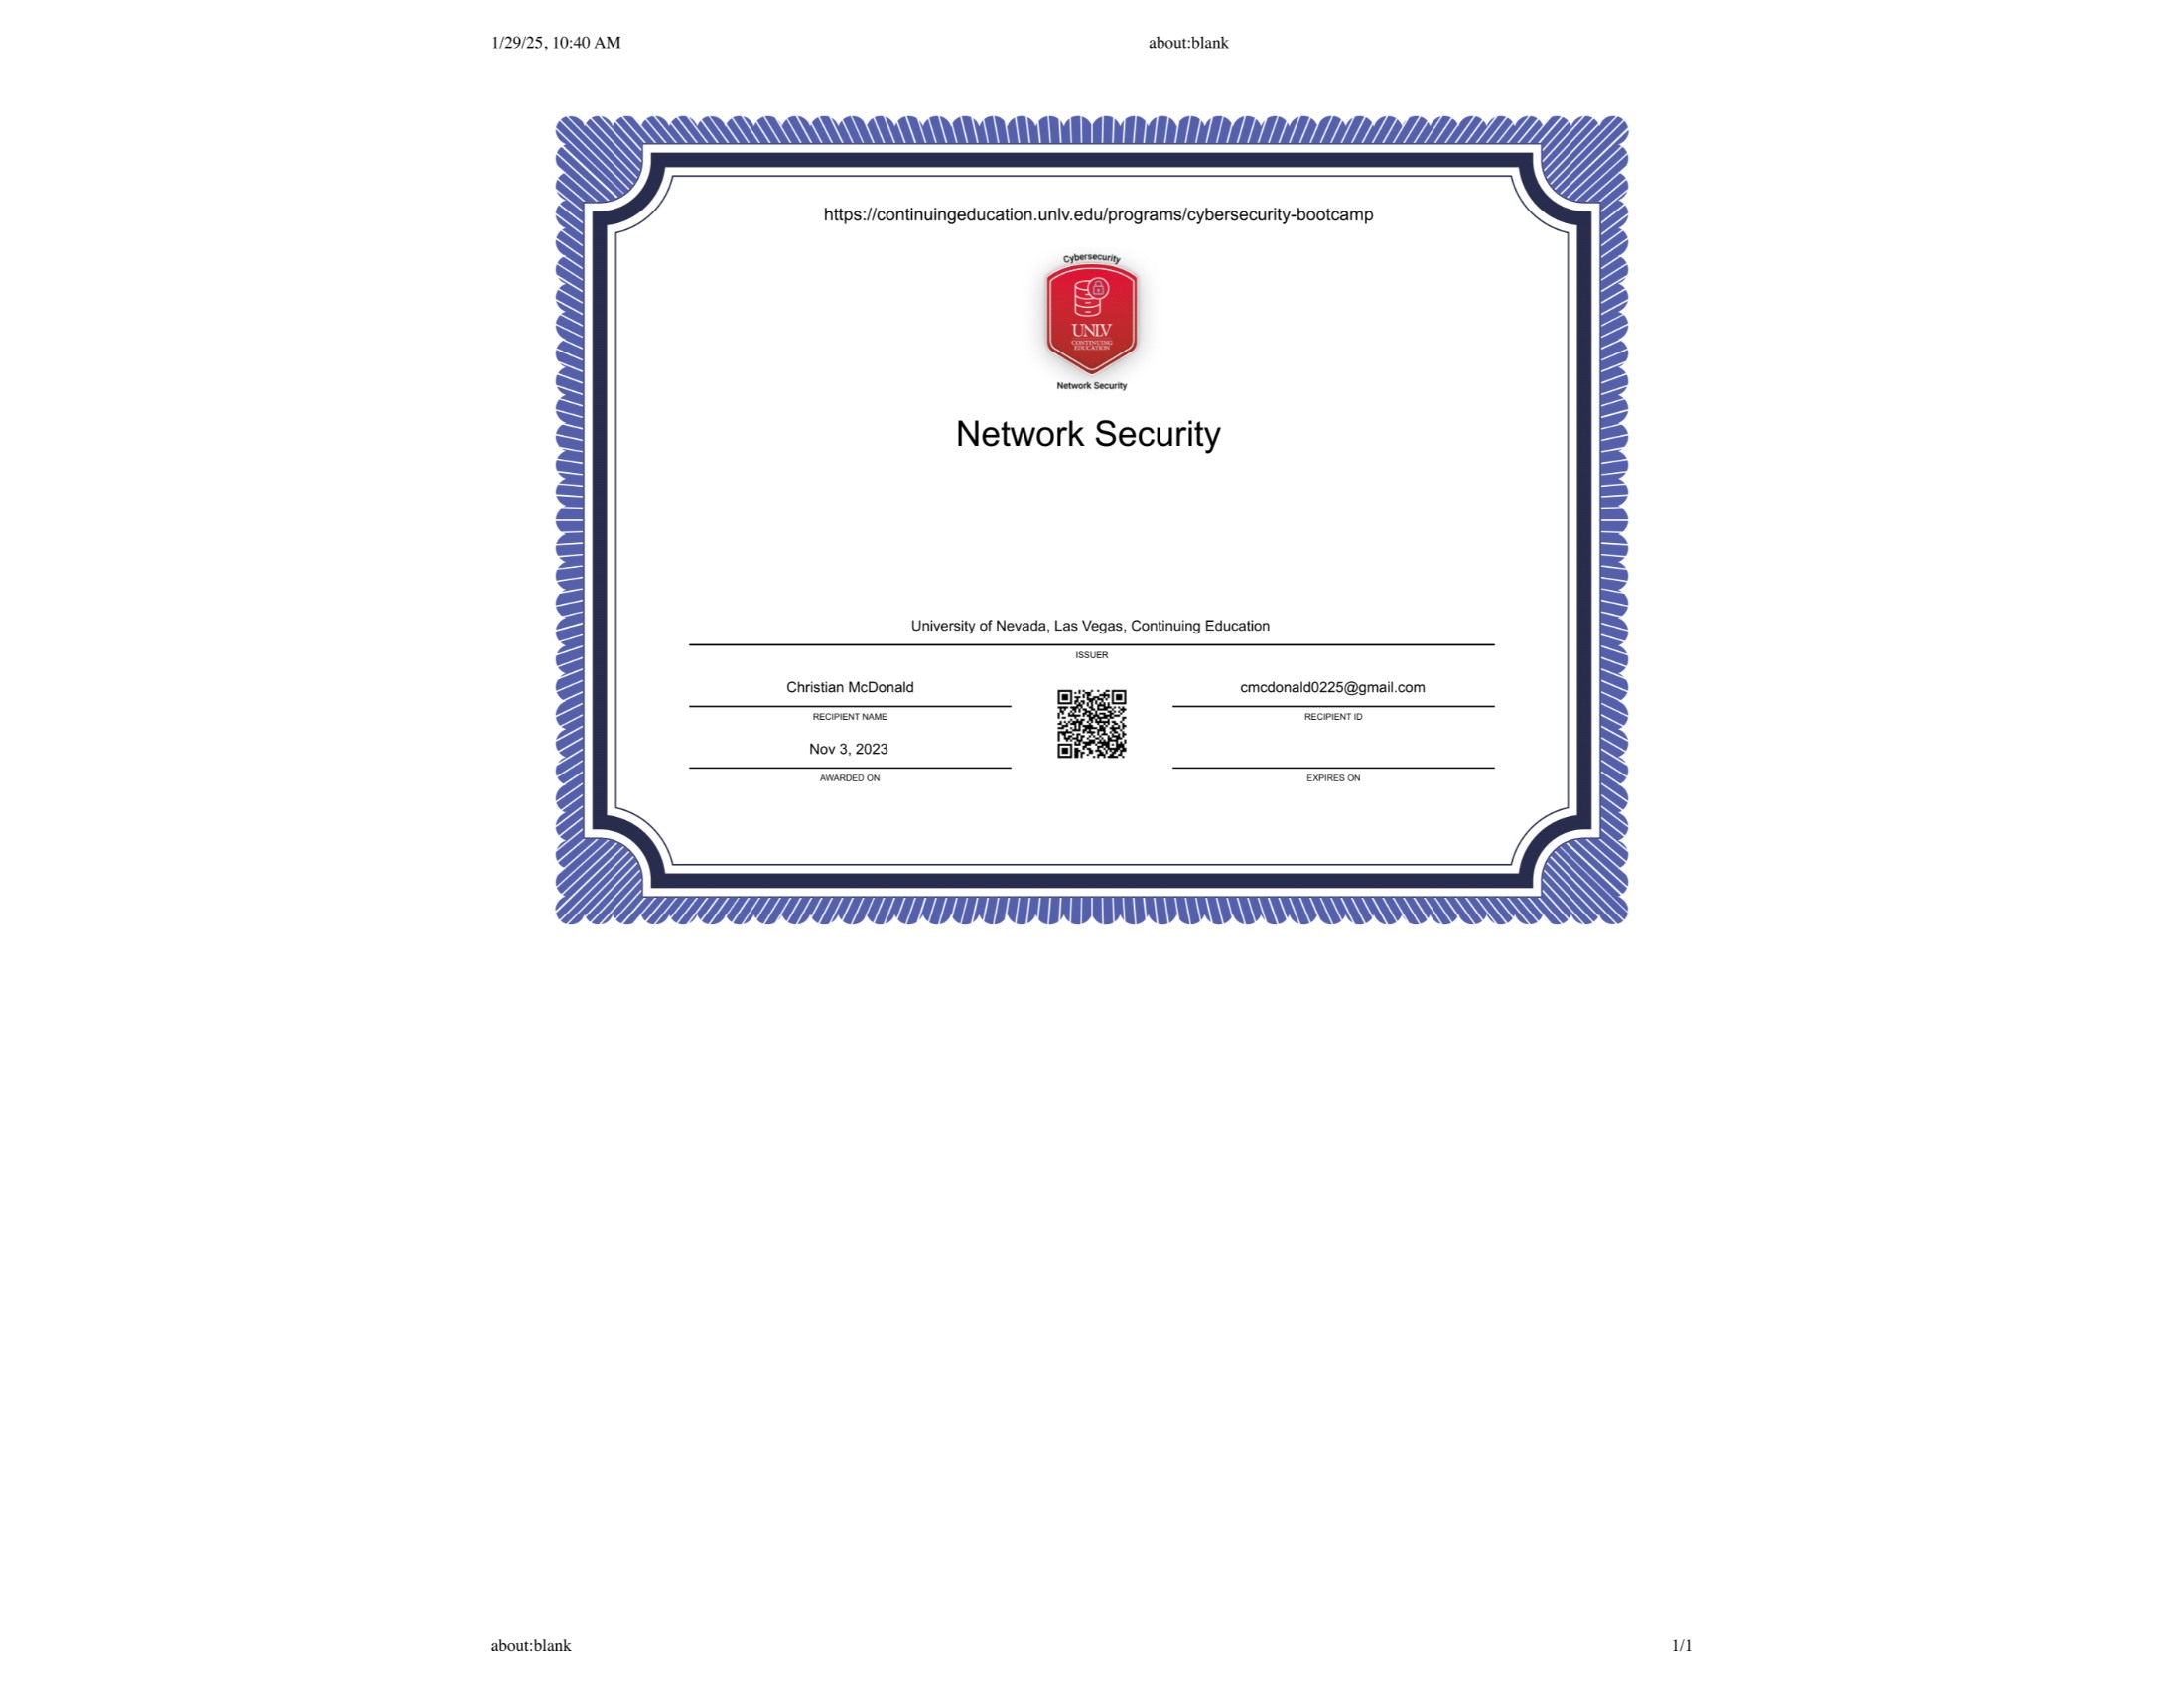 1/29/25, 10:40 AM
about:blank
https://continuingeducation.unlv.edu/programs/cybersecurity-bootcamp
Cybersecurity
UNLV
CONTINUING
EDUCATION
Network Security
Network Security
University of Nevada, Las Vegas, Continuing Education
ISSUER
Christian McDonald
cmcdonald0225@gmail.com
RECIPIENT NAME
RECIPIENT ID
Nov 3, 2023
AWARDED ON
EXPIRES ON
about:blank
1/1